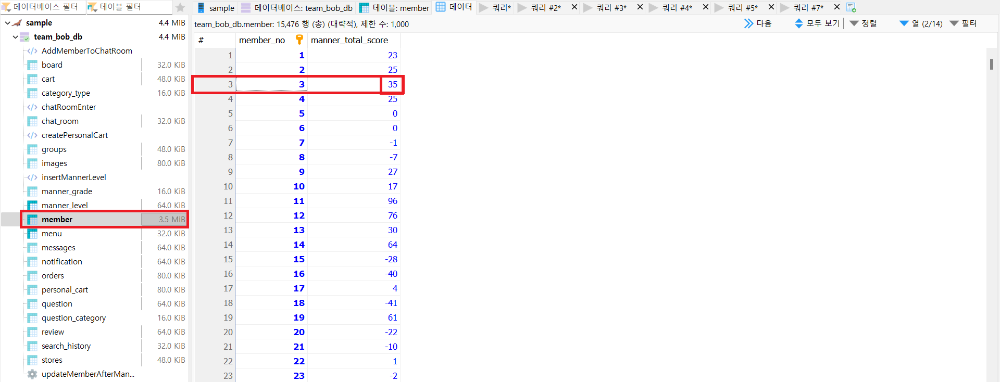 데이터베이스 필터 테이블 필터
sample 4.4 MiB
team_bob_db 4.4 MiB
AddMemberToChatRoom
board 32.0 KiB
cart 48.0 KiB
category_type 16.0 KiB
chatRoomEnter
chat_room 32.0 KiB
createPersonalCart
groups 48.0 KiB
images 80.0 KiB
insertMannerLevel
manner_grade 16.0 KiB
manner_level 64.0 KiB
member 3.5 MiB
menu 32.0 KiB
messages 64.0 KiB
notification 64.0 KiB
orders 80.0 KiB
personal_cart 80.0 KiB
question 64.0 KiB
question_category 16.0 KiB
review 64.0 KiB
search_history 32.0 KiB
stores 48.0 KiB
updateMemberAfterMan...
sample 데이터베이스: team_bob_db 테이블: member 데이터 쿼리* 쿼리 #2* 쿼리 #3* 쿼리 #4* 쿼리 #5* 쿼리 #7*
team_bob_db.member: 15,476 행 (총) (대략적), 제한 수: 1,000 다음 모두 보기 정렬 열 (2/14) 필터
# member_no manner_total_score
1 1 23
2 2 25
3 3 35
4 4 25
5 5 0
6 6 0
7 7 -1
8 8 -7
9 9 27
10 10 17
11 11 96
12 12 76
13 13 30
14 14 64
15 15 -28
16 16 -40
17 17 4
18 18 -41
19 19 61
20 20 -22
21 21 -10
22 22 1
23 23 -2